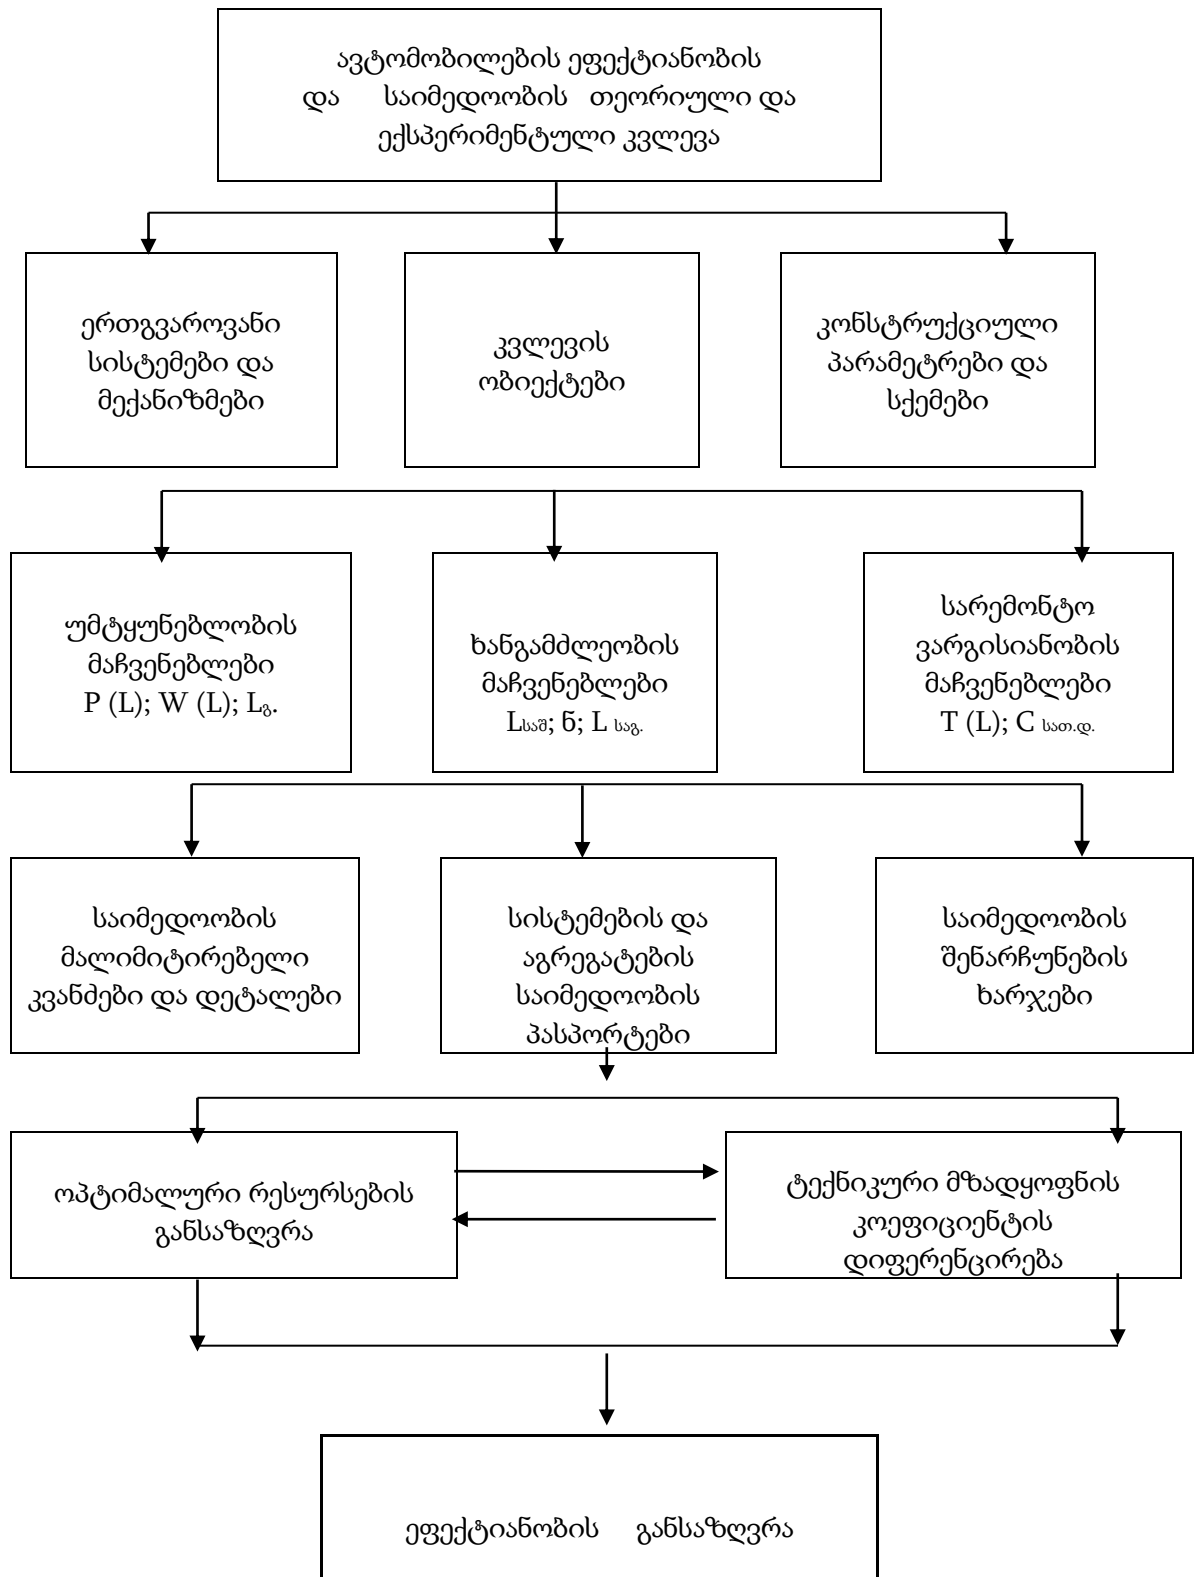 ავტომობილების ეფექტიანობის
და საიმედოობის თეორიული და
ექსპერიმენტული კვლევა
ერთგვაროვანი
სისტემები და
მექანიზმები
კვლევის
ობიექტები
კონსტრუქციული
პარამეტრები და
სქემები
უმტყუნებლობის
მაჩვენებლები
P (L); W (L); Lგ.
ხანგამძლეობის
მაჩვენებლები
Lსაშ; ნ; L საგ.
სარემონტო
ვარგისიანობის
მაჩვენებლები
T (L); C სათ.დ.
საიმედოობის
მალიმიტირებელი
კვანძები და დეტალები
სისტემების და
აგრეგატების
საიმედოობის
პასპორტები
საიმედოობის
შენარჩუნების
ხარჯები
ოპტიმალური რესურსების
განსაზღვრა
ტექნიკური მზადყოფნის
კოეფიციენტის
დიფერენცირება
ეფექტიანობის განსაზღვრა